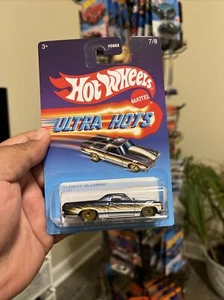 3+
7/8
Hot Wheels
MATTEL
ULTRA HOTS